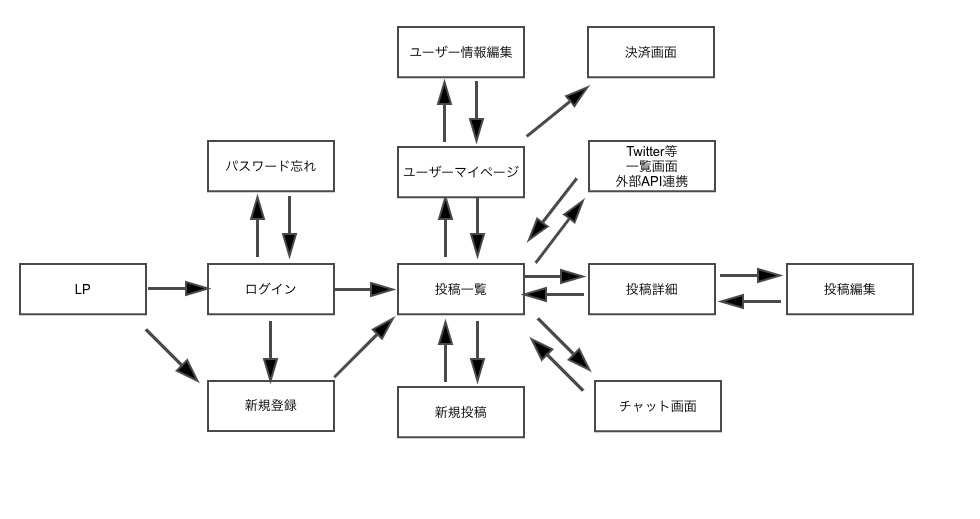 ユーザー情報編集
決済画面
パスワード忘れ
ユーザーマイページ
Twitter等
一覧画面
外部API連携
LP
ログイン
投稿一覧
投稿詳細
投稿編集
新規登録
新規投稿
チャット画面